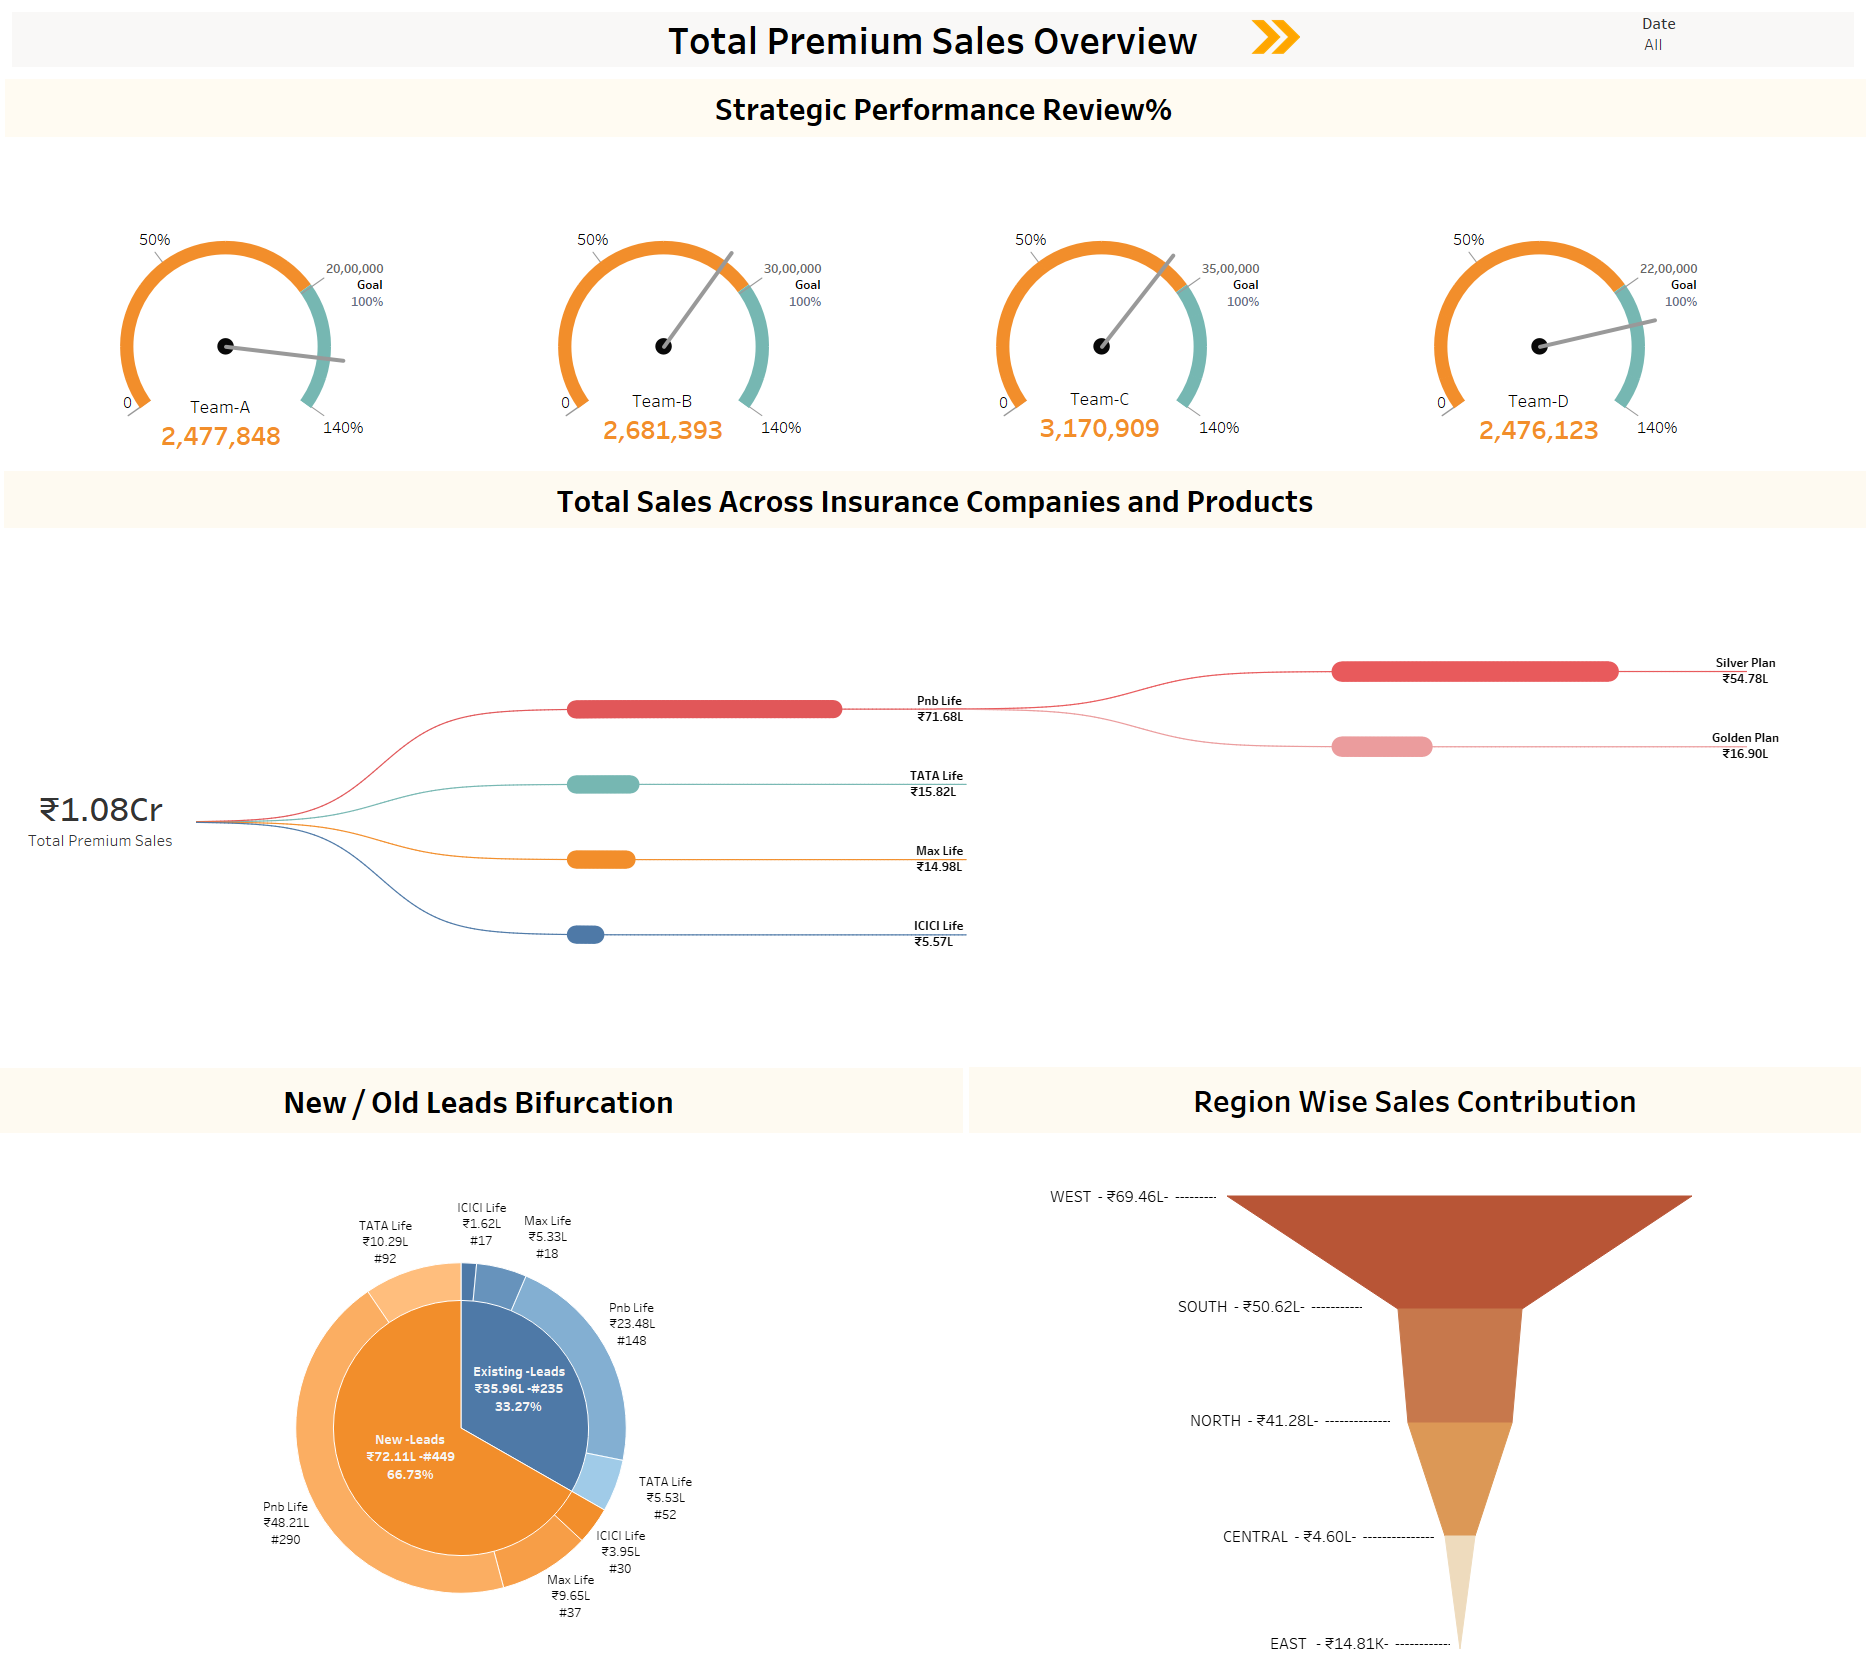 Total Premium Sales Overview
Date
All
Strategic Performance Review%
50%
20,00,000
Goal
100%
0
Team-A
2,477,848
140%
50%
30,00,000
Goal
100%
0
Team-B
2,681,393
140%
50%
35,00,000
Goal
100%
0
Team-C
3,170,909
140%
50%
22,00,000
Goal
100%
0
Team-D
2,476,123
140%
Total Sales Across Insurance Companies and Products
₹1.08Cr
Total Premium Sales
Pnb Life
₹71.68L
TATA Life
₹15.82L
Max Life
₹14.98L
ICICI Life
₹5.57L
Silver Plan
₹54.78L
Golden Plan
₹16.90L
New / Old Leads Bifurcation
TATA Life
₹10.29L
#92
ICICI Life
₹1.62L
#17
Max Life
₹5.33L
#18
Pnb Life
₹23.48L
#148
Existing -Leads
₹35.96L -#235
33.27%
New -Leads
₹72.11L -#449
66.73%
TATA Life
₹5.53L
#52
Pnb Life
₹48.21L
#290
ICICI Life
₹3.95L
#30
Max Life
₹9.65L
#37
Region Wise Sales Contribution
WEST - ₹69.46L- ---------
SOUTH - ₹50.62L- -----------
NORTH - ₹41.28L- --------------
CENTRAL - ₹4.60L- ---------------
EAST - ₹14.81K- ------------